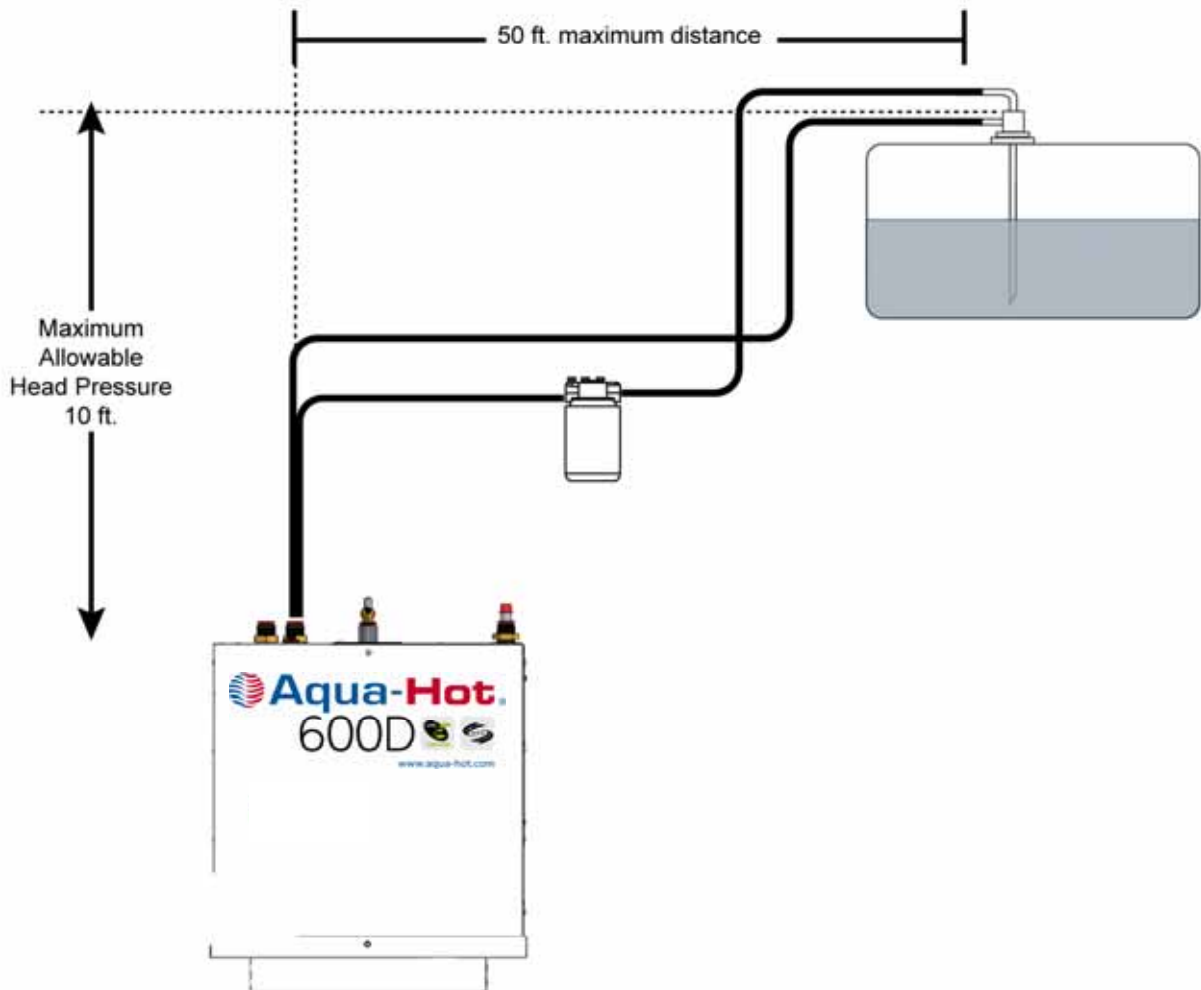 50 ft. maximum distance
Maximum
Allowable
Head Pressure
10 ft.
Aqua-Hot®
600D
www.aqua-hot.com